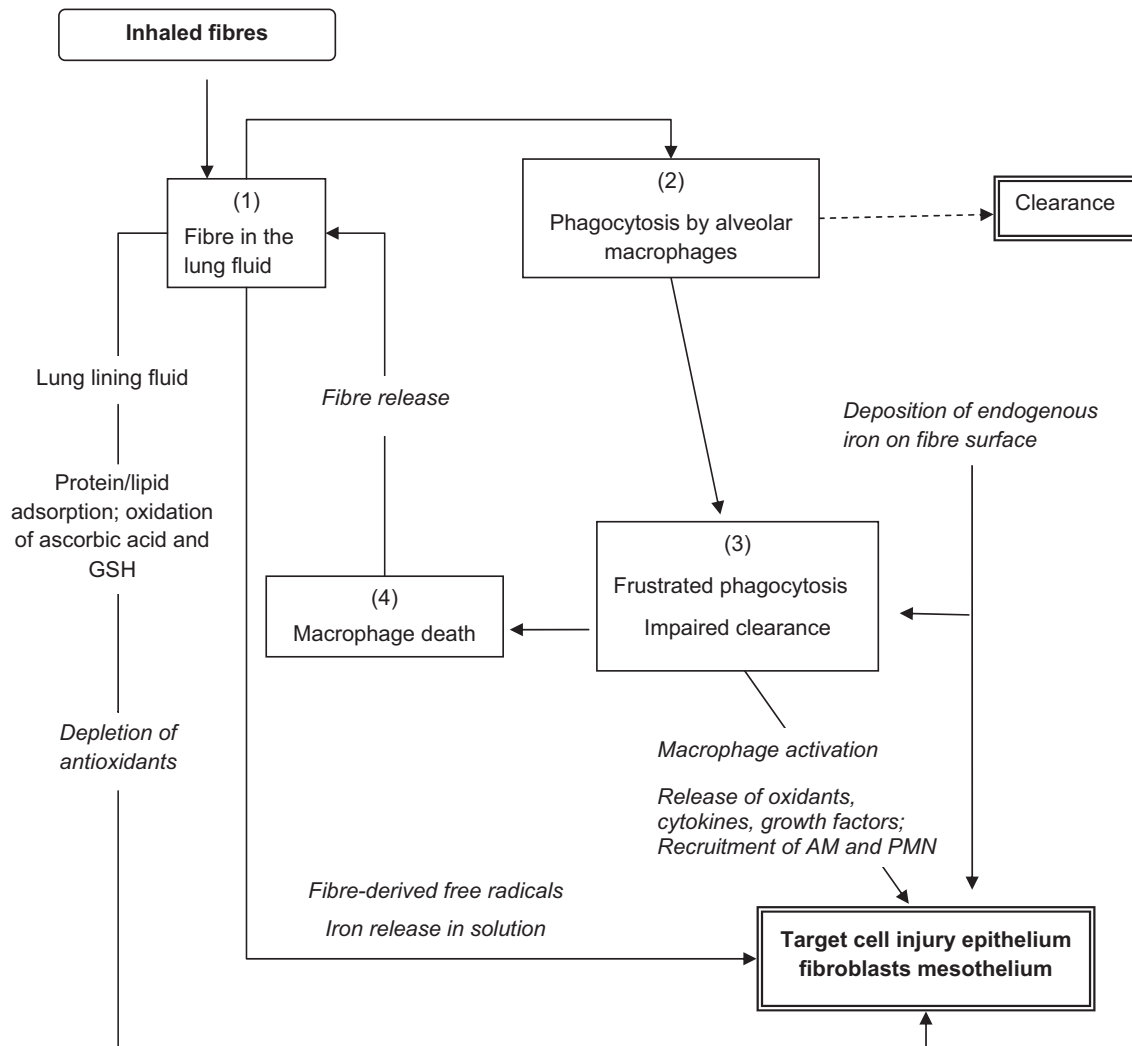 Inhaled fibres
(1)
Fibre in the
lung fluid
(2)
Phagocytosis by alveolar
macrophages
Clearance
Lung lining fluid
Protein/lipid
adsorption; oxidation
of ascorbic acid and
GSH
Depletion of
antioxidants
Fibre release
(4)
Macrophage death
(3)
Frustrated phagocytosis
Impaired clearance
Deposition of endogenous
iron on fibre surface
Macrophage activation
Release of oxidants,
cytokines, growth factors;
Recruitment of AM and PMN
Fibre-derived free radicals
Iron release in solution
Target cell injury epithelium
fibroblasts mesothelium